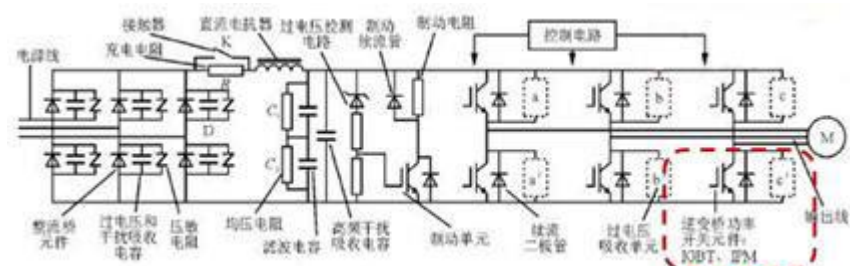 接触器
K
直流电抗器
过电压检测
电路
制动
续流管
制动电阻
控制电路
充电电阻
电源线
R
D
C
C
a
b
c
M
a'
b'
c'
输出线
整流桥
元件
过电压和
干扰吸收
电容
压敏
电阻
均压电阻
滤波电容
高频干扰
吸收电容
制动单元
续流
二极管
过电压
吸收单元
逆变桥功率
开关元件：
IGBT、IPM